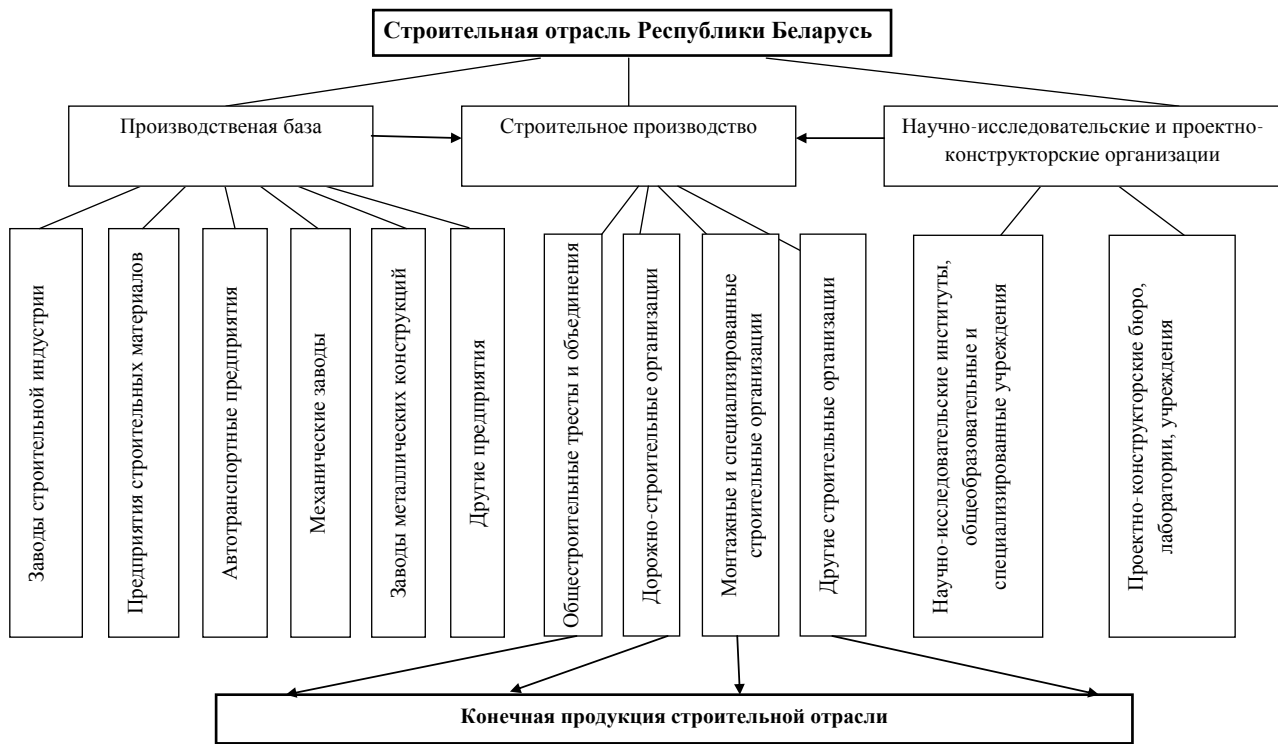 Строительная отрасль Республики Беларусь
Производственая база
Строительное производство
Научно-исследовательские и проектно-
конструкторские организации
Заводы строительной индустрии
Предприятия строительных материалов
Автотранспортные предприятия
Механические заводы
Заводы металлических конструкций
Другие предприятия
Общестроительные тресты и объединения
Дорожно-строительные организации
Монтажные и специализированные
строительные организации
Другие строительные организации
Научно-исследовательские институты,
общеобразовательные и
специализированные учреждения
Проектно-конструкторские бюро,
лаборатории, учреждения
Конечная продукция строительной отрасли